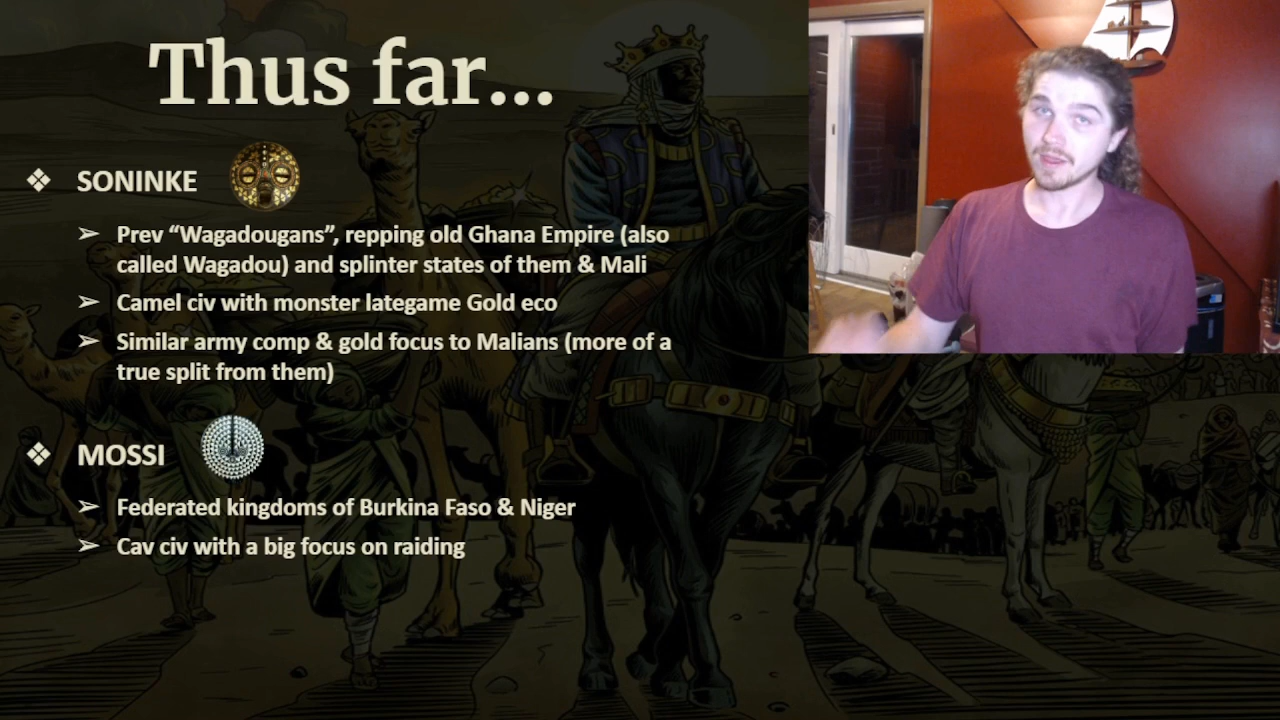 Thus far...
❖ SONINKE
➢ Prev “Wagadougans”, repping old Ghana Empire (also
called Wagadou) and splinter states of them & Mali
➢ Camel civ with monster lategame Gold eco
➢ Similar army comp & gold focus to Malians (more of a
true split from them)
❖ MOSSI
➢ Federated kingdoms of Burkina Faso & Niger
➢ Cav civ with a big focus on raiding